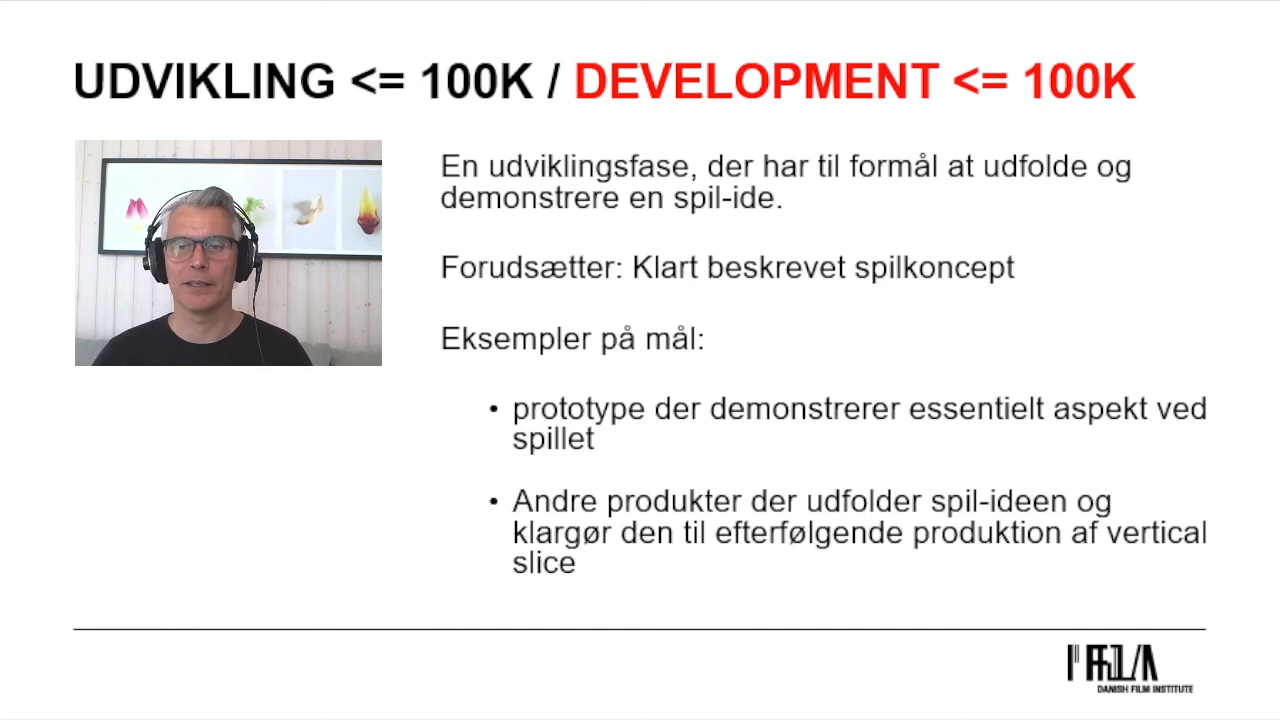 UDVIKLING <= 100K / DEVELOPMENT <= 100K
En udviklingsfase, der har til formål at udfolde og
demonstrere en spil-ide.
Forudsætter: Klart beskrevet spilkoncept
Eksempler på mål:
• prototype der demonstrerer essentielt aspekt ved
spillet
• Andre produkter der udfolder spil-ideen og
klargør den til efterfølgende produktion af vertical
slice
DANISH FILM INSTITUTE